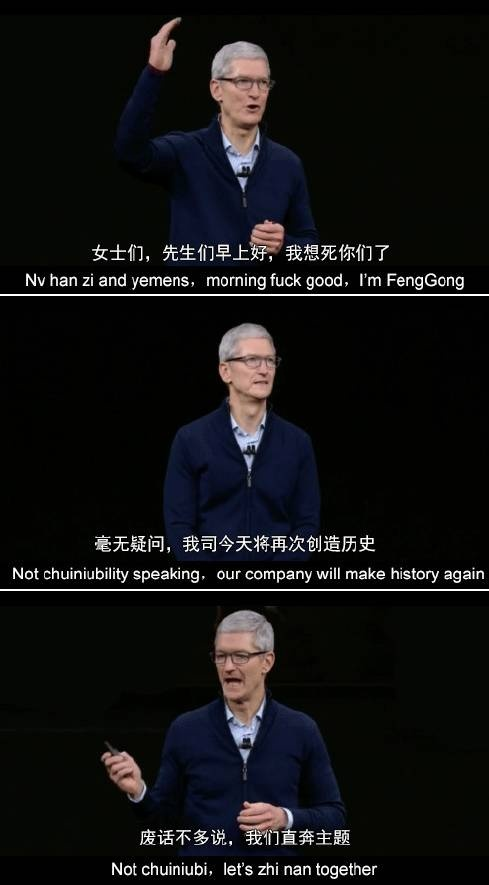 女士们，先生们早上好，我想死你们了
Nv han zi and yemens，morning fuck good，I'm FengGong
毫无疑问，我司今天将再次创造历史
Not chuiniubility speaking，our company will make history again
废话不多说，我们直奔主题
Not chuiniubi，let's zhi nan together